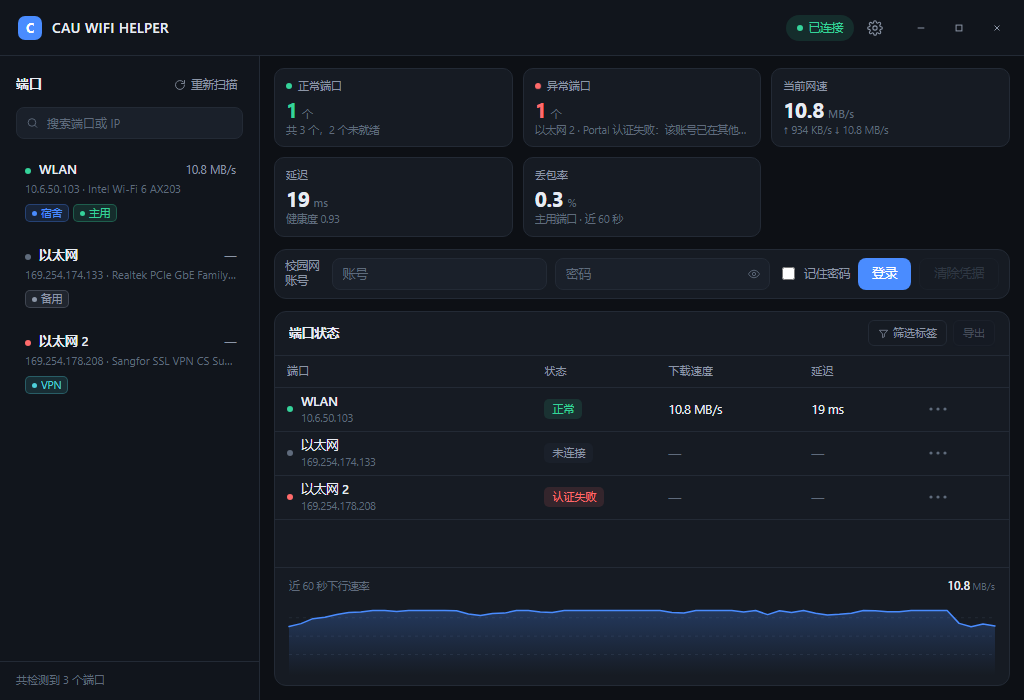 C CAU WIFI HELPER
已连接
端口
重新扫描
搜索端口或 IP
WLAN 10.8 MB/s
10.6.50.103 · Intel Wi-Fi 6 AX203
宿舍 主用
以太网 —
169.254.174.133 · Realtek PCIe GbE Family...
备用
以太网 2 —
169.254.178.208 · Sangfor SSL VPN CS Su...
VPN
共检测到 3 个端口
正常端口
1 个
共 3 个，2 个未就绪
异常端口
1 个
以太网 2 · Portal 认证失败：该账号已在其他...
当前网速
10.8 MB/s
↑ 934 KB/s ↓ 10.8 MB/s
延迟
19 ms
健康度 0.93
丢包率
0.3 %
主用端口 · 近 60 秒
校园网
账号
账号
密码
记住密码
登录
清除凭据
端口状态
筛选标签
导出
端口 状态 下载速度 延迟
WLAN
10.6.50.103
正常 10.8 MB/s 19 ms
以太网
169.254.174.133
未连接 — —
以太网 2
169.254.178.208
认证失败 — —
近 60 秒下行速率
10.8 MB/s